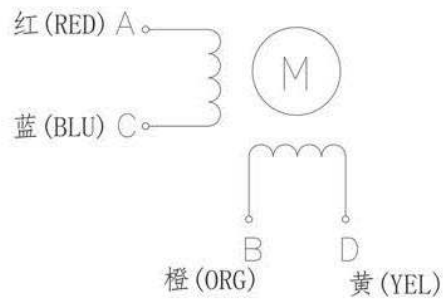 红(RED) A
M
蓝(BLU) C
B D
橙(ORG) 黄(YEL)